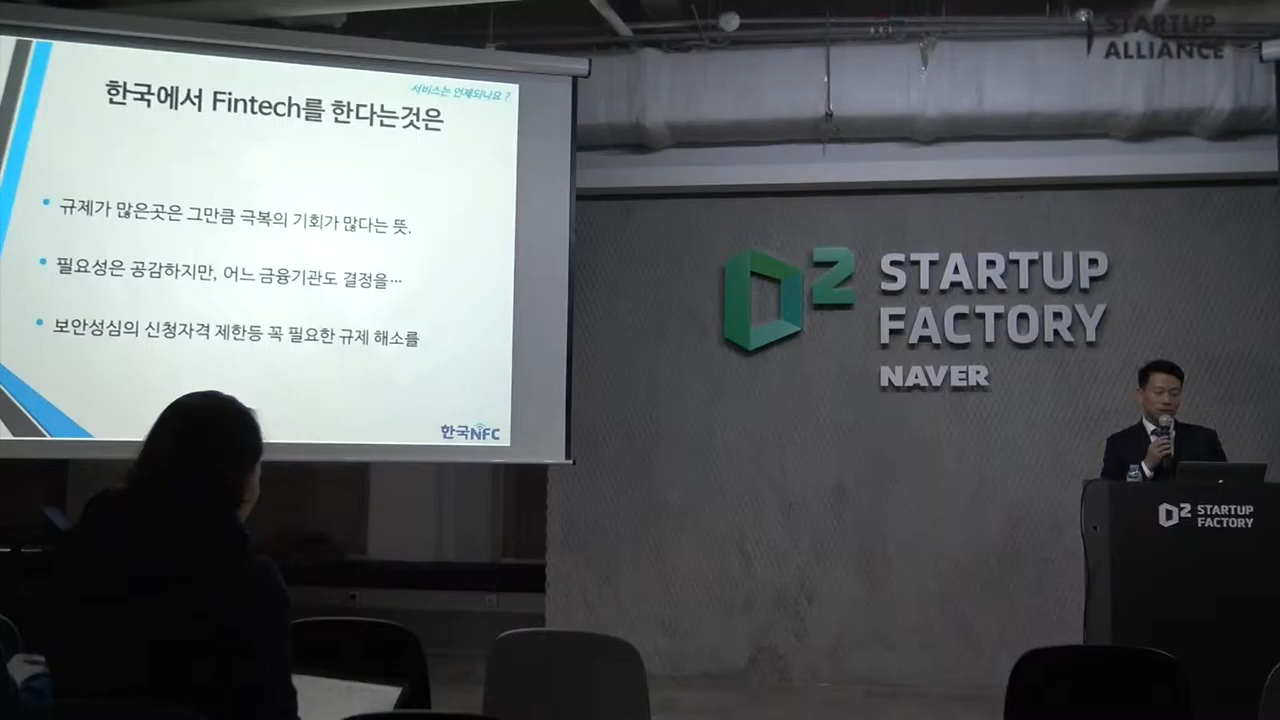 서비스는 언제되나요 ?
한국에서 Fintech를 한다는것은
규제가 많은곳은 그만큼 극복의 기회가 많다는 뜻.
필요성은 공감하지만, 어느 금융기관도 결정을…
보안성심의 신청자격 제한등 꼭 필요한 규제 해소를
한국NFC
STARTUP
ALLIANCE
D2 STARTUP
FACTORY
NAVER
D2 STARTUP
FACTORY